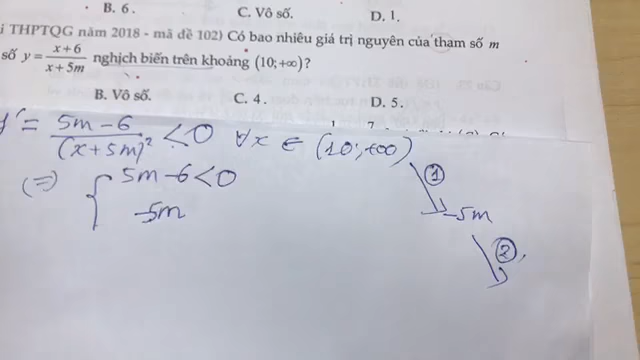 B. 6. C. Vô số. D. 1.
THPTQG năm 2018 - mã đề 102) Có bao nhiêu giá trị nguyên của tham số m
số y = (x+6)/(x+5m) nghịch biến trên khoảng (10;+∞)?
B. Vô số. C. 4. D. 5.
y' = (5m-6)/(x+5m)² < 0 ∀x ∈ (10;+∞)
(=) { 5m-6<0
-5m
①
-5m
②